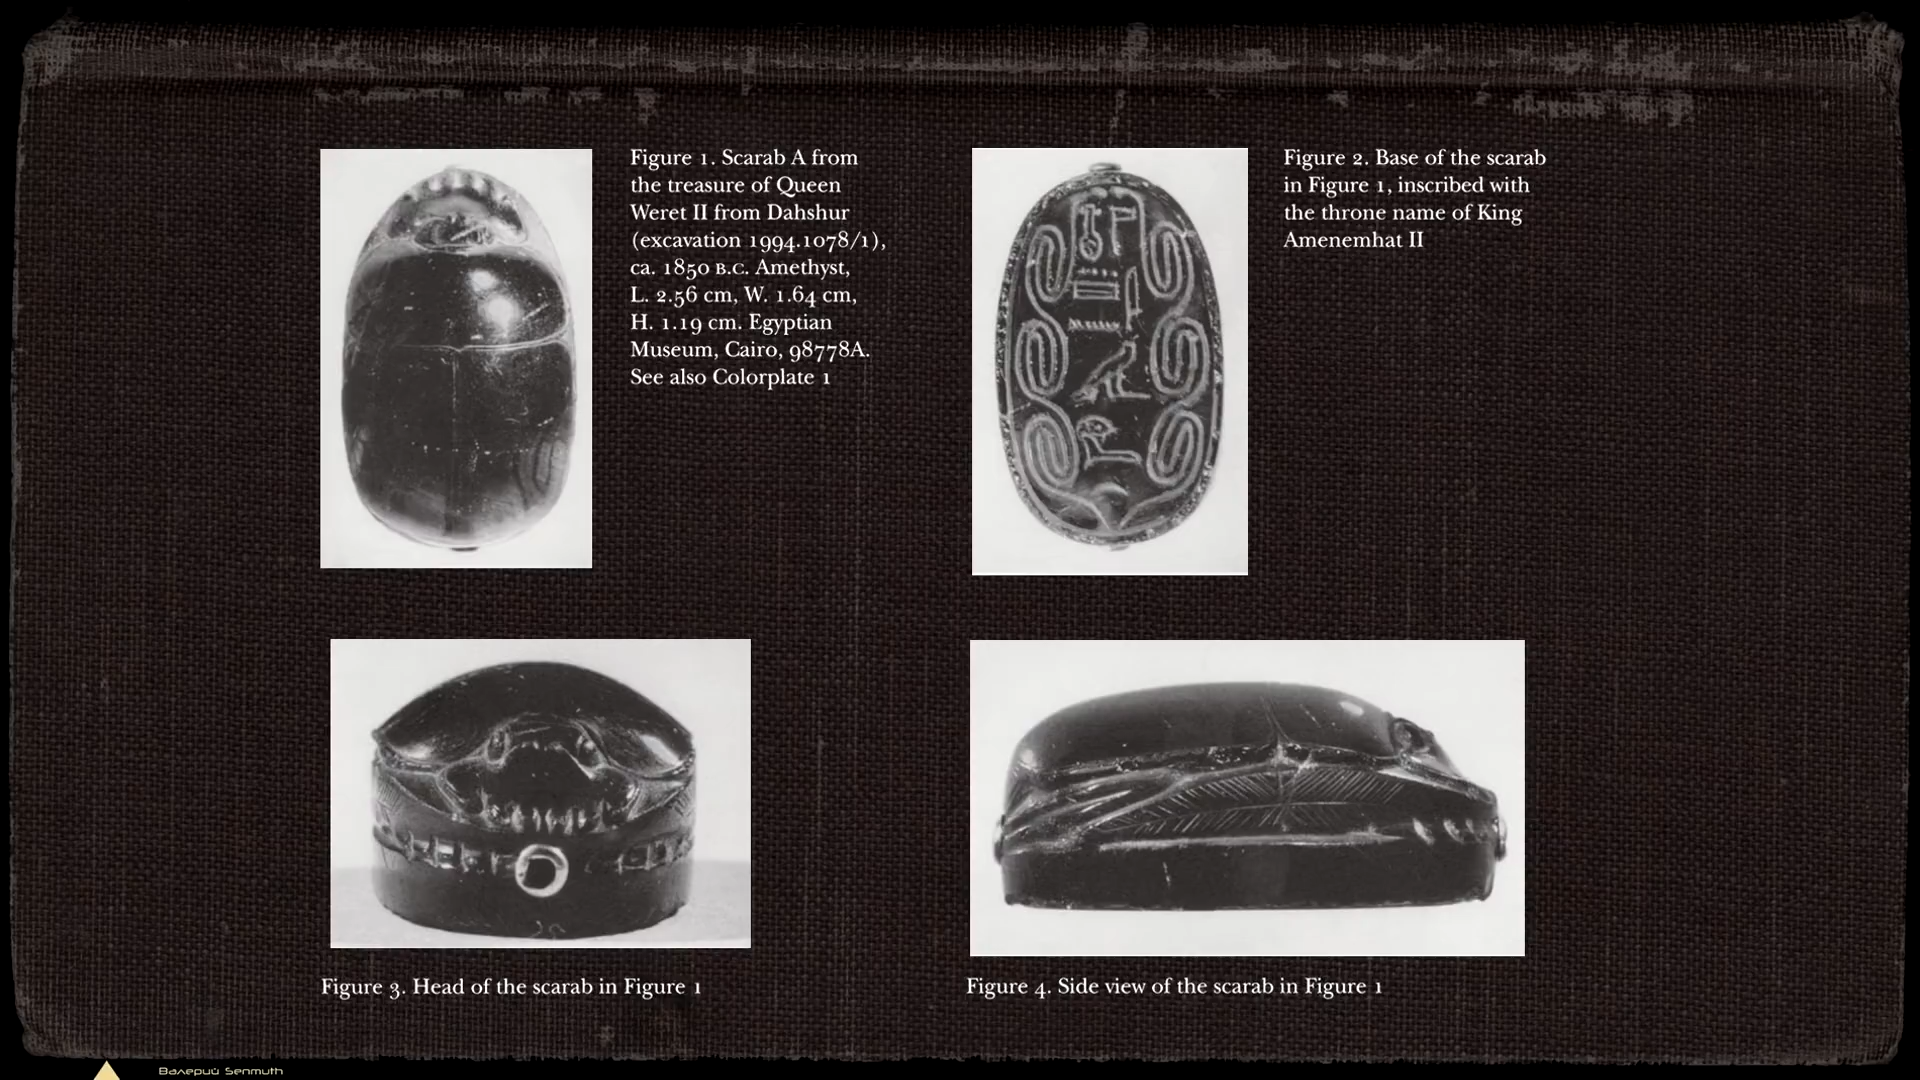 Figure 1. Scarab A from
the treasure of Queen
Weret II from Dahshur
(excavation 1994.1078/1),
ca. 1850 B.C. Amethyst,
L. 2.56 cm, W. 1.64 cm,
H. 1.19 cm. Egyptian
Museum, Cairo, 98778A.
See also Colorplate 1
Figure 2. Base of the scarab
in Figure 1, inscribed with
the throne name of King
Amenemhat II
Figure 3. Head of the scarab in Figure 1
Figure 4. Side view of the scarab in Figure 1
Валерий Senmuth